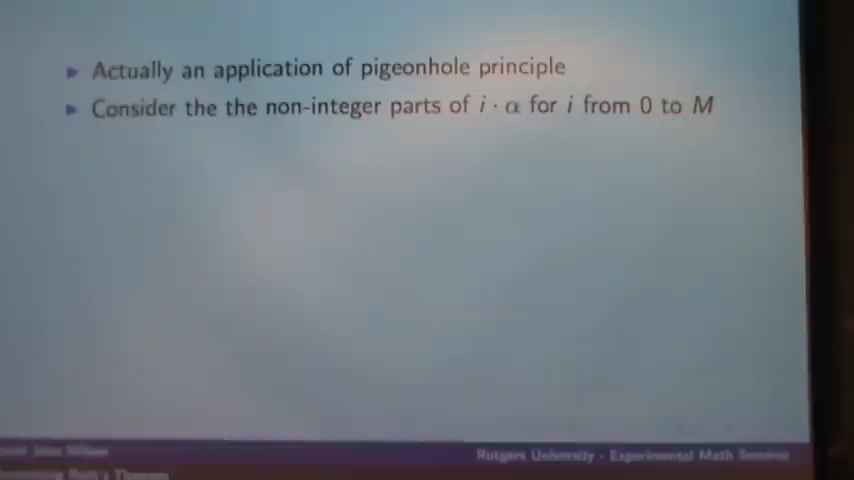 Actually an application of pigeonhole principle
Consider the the non-integer parts of i · α for i from 0 to M
Rutgers University - Experimental Math Seminar